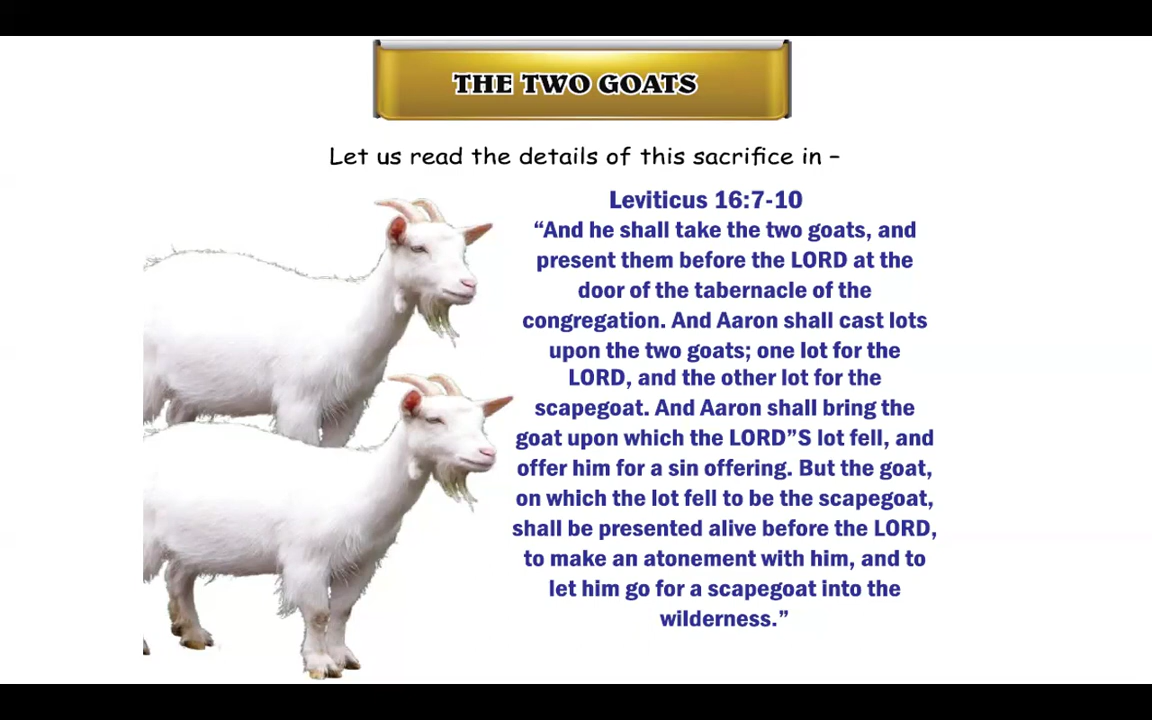 THE TWO GOATS
Let us read the details of this sacrifice in –
Leviticus 16:7-10
“And he shall take the two goats, and
present them before the LORD at the
door of the tabernacle of the
congregation. And Aaron shall cast lots
upon the two goats; one lot for the
LORD, and the other lot for the
scapegoat. And Aaron shall bring the
goat upon which the LORD”S lot fell, and
offer him for a sin offering. But the goat,
on which the lot fell to be the scapegoat,
shall be presented alive before the LORD,
to make an atonement with him, and to
let him go for a scapegoat into the
wilderness.”